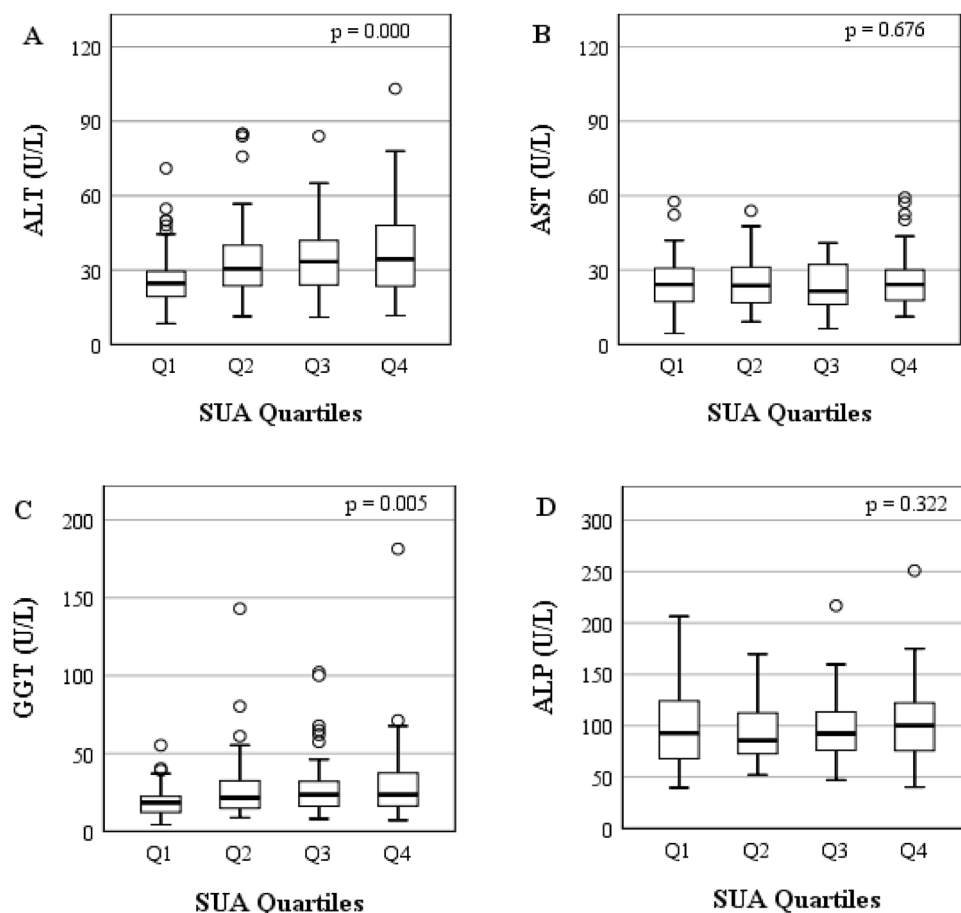 A
p = 0.000
ALT (U/L)
120
90
60
30
0
Q1 Q2 Q3 Q4
SUA Quartiles
B
p = 0.676
AST (U/L)
120
90
60
30
0
Q1 Q2 Q3 Q4
SUA Quartiles
C
p = 0.005
GGT (U/L)
200
150
100
50
0
Q1 Q2 Q3 Q4
SUA Quartiles
D
p = 0.322
ALP (U/L)
300
250
200
150
100
50
0
Q1 Q2 Q3 Q4
SUA Quartiles